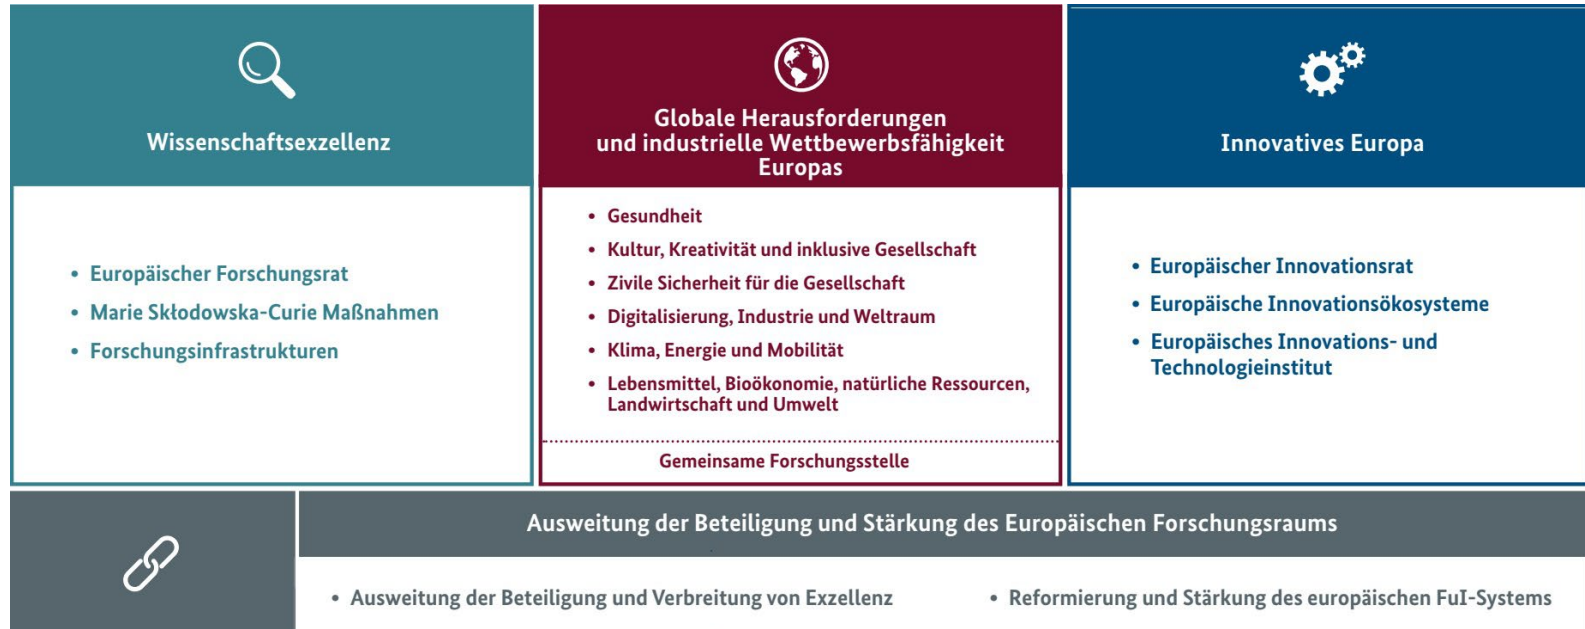 Wissenschaftsexzellenz
• Europäischer Forschungsrat
• Marie Skłodowska-Curie Maßnahmen
• Forschungsinfrastrukturen
Globale Herausforderungen
und industrielle Wettbewerbsfähigkeit
Europas
• Gesundheit
• Kultur, Kreativität und inklusive Gesellschaft
• Zivile Sicherheit für die Gesellschaft
• Digitalisierung, Industrie und Weltraum
• Klima, Energie und Mobilität
• Lebensmittel, Bioökonomie, natürliche Ressourcen,
Landwirtschaft und Umwelt
Gemeinsame Forschungsstelle
Innovatives Europa
• Europäischer Innovationsrat
• Europäische Innovationsökosysteme
• Europäisches Innovations- und
Technologieinstitut
Ausweitung der Beteiligung und Stärkung des Europäischen Forschungsraums
• Ausweitung der Beteiligung und Verbreitung von Exzellenz
• Reformierung und Stärkung des europäischen FuI-Systems